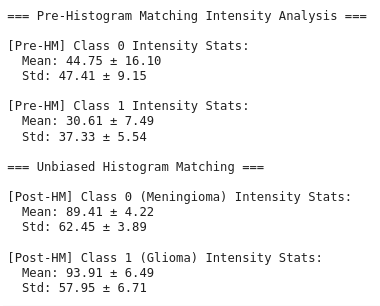 === Pre-Histogram Matching Intensity Analysis ===
[Pre-HM] Class 0 Intensity Stats:
Mean: 44.75 ± 16.10
Std: 47.41 ± 9.15
[Pre-HM] Class 1 Intensity Stats:
Mean: 30.61 ± 7.49
Std: 37.33 ± 5.54
=== Unbiased Histogram Matching ===
[Post-HM] Class 0 (Meningioma) Intensity Stats:
Mean: 89.41 ± 4.22
Std: 62.45 ± 3.89
[Post-HM] Class 1 (Glioma) Intensity Stats:
Mean: 93.91 ± 6.49
Std: 57.95 ± 6.71